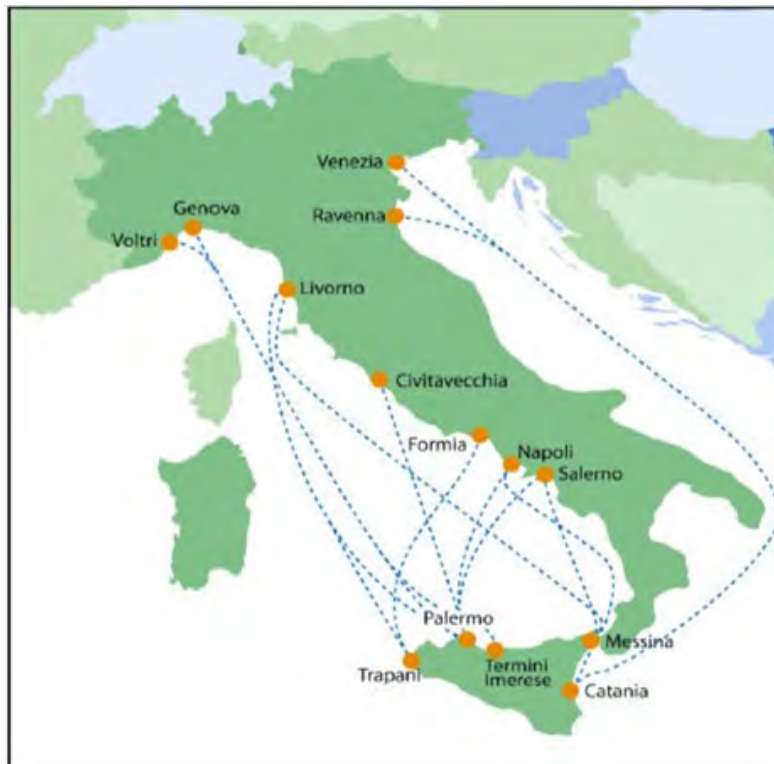 Venezia
Genova
Ravenna
Voltri
Livorno
Civitavecchia
Formia
Napoli
Salerno
Palermo
Messina
Trapani
Termini
Imerese
Catania